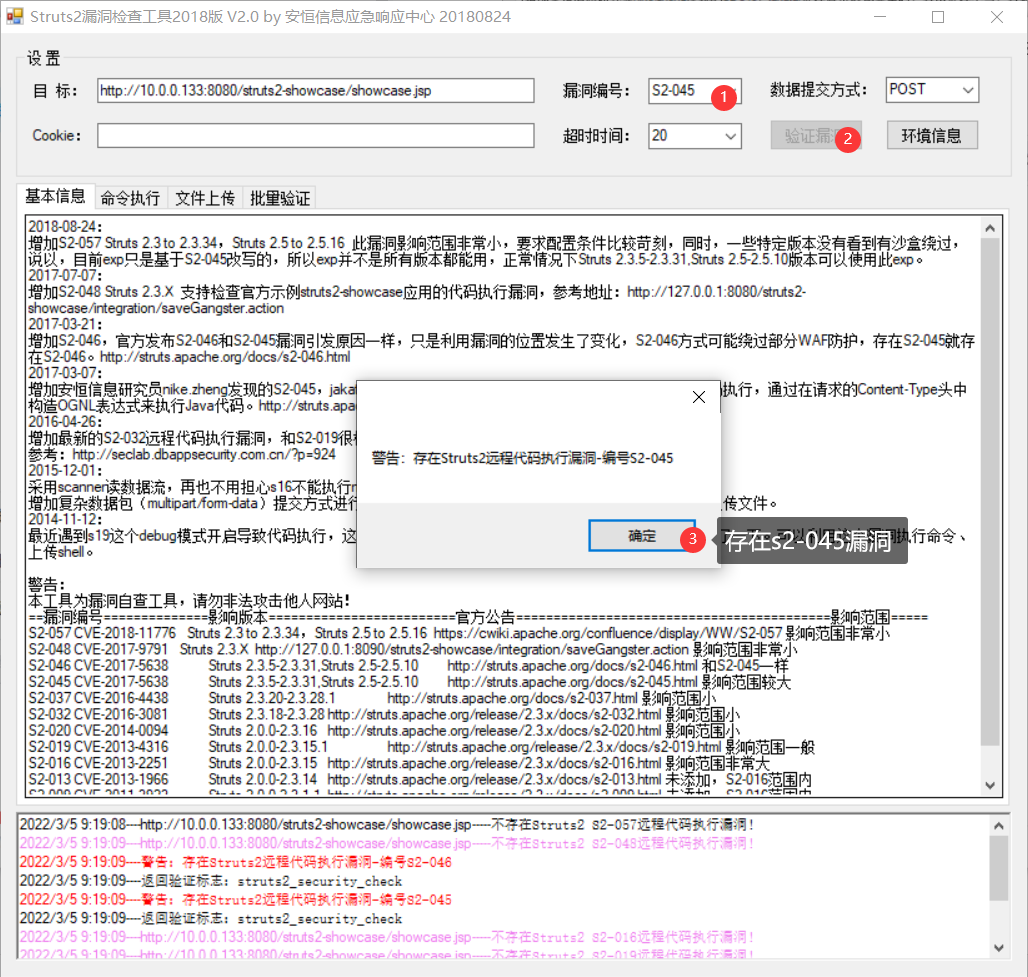 Struts2漏洞检查工具2018版 V2.0 by 安恒信息应急响应中心 20180824
设 置
目 标： http://10.0.0.133:8080/struts2-showcase/showcase.jsp 漏洞编号： S2-045 1 数据提交方式： POST
Cookie： 超时时间： 20 验证漏 2 环境信息
基本信息 命令执行 文件上传 批量验证
2018-08-24：
增加S2-057 Struts 2.3 to 2.3.34，Struts 2.5 to 2.5.16 此漏洞影响范围非常小，要求配置条件比较苛刻，同时，一些特定版本没有看到有沙盒绕过，
说以，目前exp只是基于S2-045改写的，所以exp并不是所有版本都能用，正常情况下Struts 2.3.5-2.3.31,Struts 2.5-2.5.10版本可以使用此exp。
2017-07-07：
增加S2-048 Struts 2.3.X 支持检查官方示例struts2-showcase应用的代码执行漏洞，参考地址：http://127.0.0.1:8080/struts2-
showcase/integration/saveGangster.action
2017-03-21：
增加S2-046，官方发布S2-046和S2-045漏洞引发原因一样，只是利用漏洞的位置发生了变化，S2-046方式可能绕过部分WAF防护，存在S2-045就存
在S2-046。http://struts.apache.org/docs/s2-046.html
2017-03-07：
增加安恒信息研究员nike.zheng发现的S2-045，jaka 执行，通过在请求的Content-Type头中
构造OGNL表达式来执行Java代码。http://struts.apa
2016-04-26：
增加最新的S2-032远程代码执行漏洞，和S2-019很
参考：http://seclab.dbappsecurity.com.cn/?p=924
2015-12-01：
采用scanner读数据流，再也不用担心s16不能执行
增加复杂数据包（multipart/form-data）提交方式进行 传文件。
2014-11-12：
最近遇到s19这个debug模式开启导致代码执行，这 执行命令、
上传shell。
警告：存在Struts2远程代码执行漏洞-编号S2-045
确定 3 存在s2-045漏洞
警告：
本工具为漏洞自查工具，请勿非法攻击他人网站！
==漏洞编号=============影响版本=======================官方公告=======================================影响范围=====
S2-057 CVE-2018-11776 Struts 2.3 to 2.3.34，Struts 2.5 to 2.5.16 https://cwiki.apache.org/confluence/display/WW/S2-057 影响范围非常小
S2-048 CVE-2017-9791 Struts 2.3.X http://127.0.0.1:8090/struts2-showcase/integration/saveGangster.action 影响范围非常小
S2-046 CVE-2017-5638 Struts 2.3.5-2.3.31,Struts 2.5-2.5.10 http://struts.apache.org/docs/s2-046.html 和S2-045一样
S2-045 CVE-2017-5638 Struts 2.3.5-2.3.31,Struts 2.5-2.5.10 http://struts.apache.org/docs/s2-045.html 影响范围较大
S2-037 CVE-2016-4438 Struts 2.3.20-2.3.28.1 http://struts.apache.org/docs/s2-037.html 影响范围小
S2-032 CVE-2016-3081 Struts 2.3.18-2.3.28 http://struts.apache.org/release/2.3.x/docs/s2-032.html 影响范围小
S2-020 CVE-2014-0094 Struts 2.0.0-2.3.16 http://struts.apache.org/release/2.3.x/docs/s2-020.html 影响范围小
S2-019 CVE-2013-4316 Struts 2.0.0-2.3.15.1 http://struts.apache.org/release/2.3.x/docs/s2-019.html 影响范围一般
S2-016 CVE-2013-2251 Struts 2.0.0-2.3.15 http://struts.apache.org/release/2.3.x/docs/s2-016.html 影响范围非常大
S2-013 CVE-2013-1966 Struts 2.0.0-2.3.14 http://struts.apache.org/release/2.3.x/docs/s2-013.html 未添加，S2-016范围内
2022/3/5 9:19:08----http://10.0.0.133:8080/struts2-showcase/showcase.jsp-----不存在Struts2 S2-057远程代码执行漏洞!
2022/3/5 9:19:09----http://10.0.0.133:8080/struts2-showcase/showcase.jsp-----不存在Struts2 S2-048远程代码执行漏洞!
2022/3/5 9:19:09----警告：存在Struts2远程代码执行漏洞-编号S2-046
2022/3/5 9:19:09----返回验证标志：struts2_security_check
2022/3/5 9:19:09----警告：存在Struts2远程代码执行漏洞-编号S2-045
2022/3/5 9:19:09----返回验证标志：struts2_security_check
2022/3/5 9:19:09----http://10.0.0.133:8080/struts2-showcase/showcase.jsp-----不存在Struts2 S2-016远程代码执行漏洞!
2022/3/5 9:19:09----http://10.0.0.133:8080/struts2-showcase/showcase.jsp-----不存在Struts2 S2-019远程代码执行漏洞!